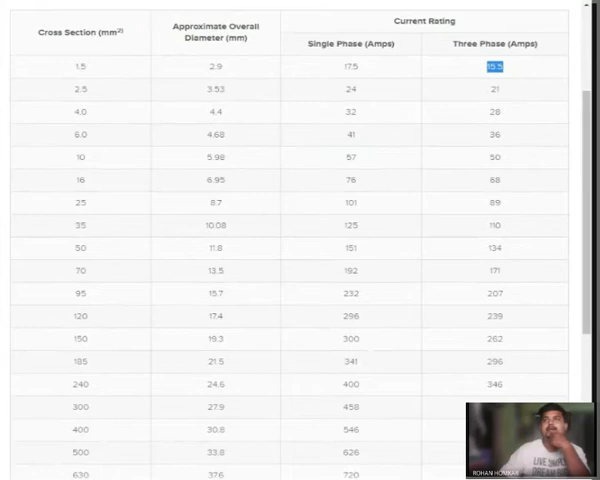 Cross Section (mm²)
Approximate Overall
Diameter (mm)
Current Rating
Single Phase (Amps)
Three Phase (Amps)
1.5 2.9 17.5 15.5
2.5 3.53 24 21
4.0 4.4 32 28
6.0 4.68 41 36
10 5.98 57 50
16 6.95 76 68
25 8.7 101 89
35 10.08 125 110
50 11.8 151 134
70 13.5 192 171
95 15.7 232 207
120 17.4 296 239
150 19.3 300 262
185 21.5 341 296
240 24.6 400 346
300 27.9 458
400 30.8 546
500 33.8 626
630 37.6 720
LIVE
ROHAN